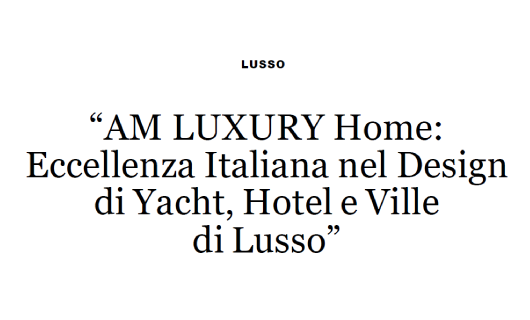 LUSSO
“AM LUXURY Home:
Eccellenza Italiana nel Design
di Yacht, Hotel e Ville
di Lusso”